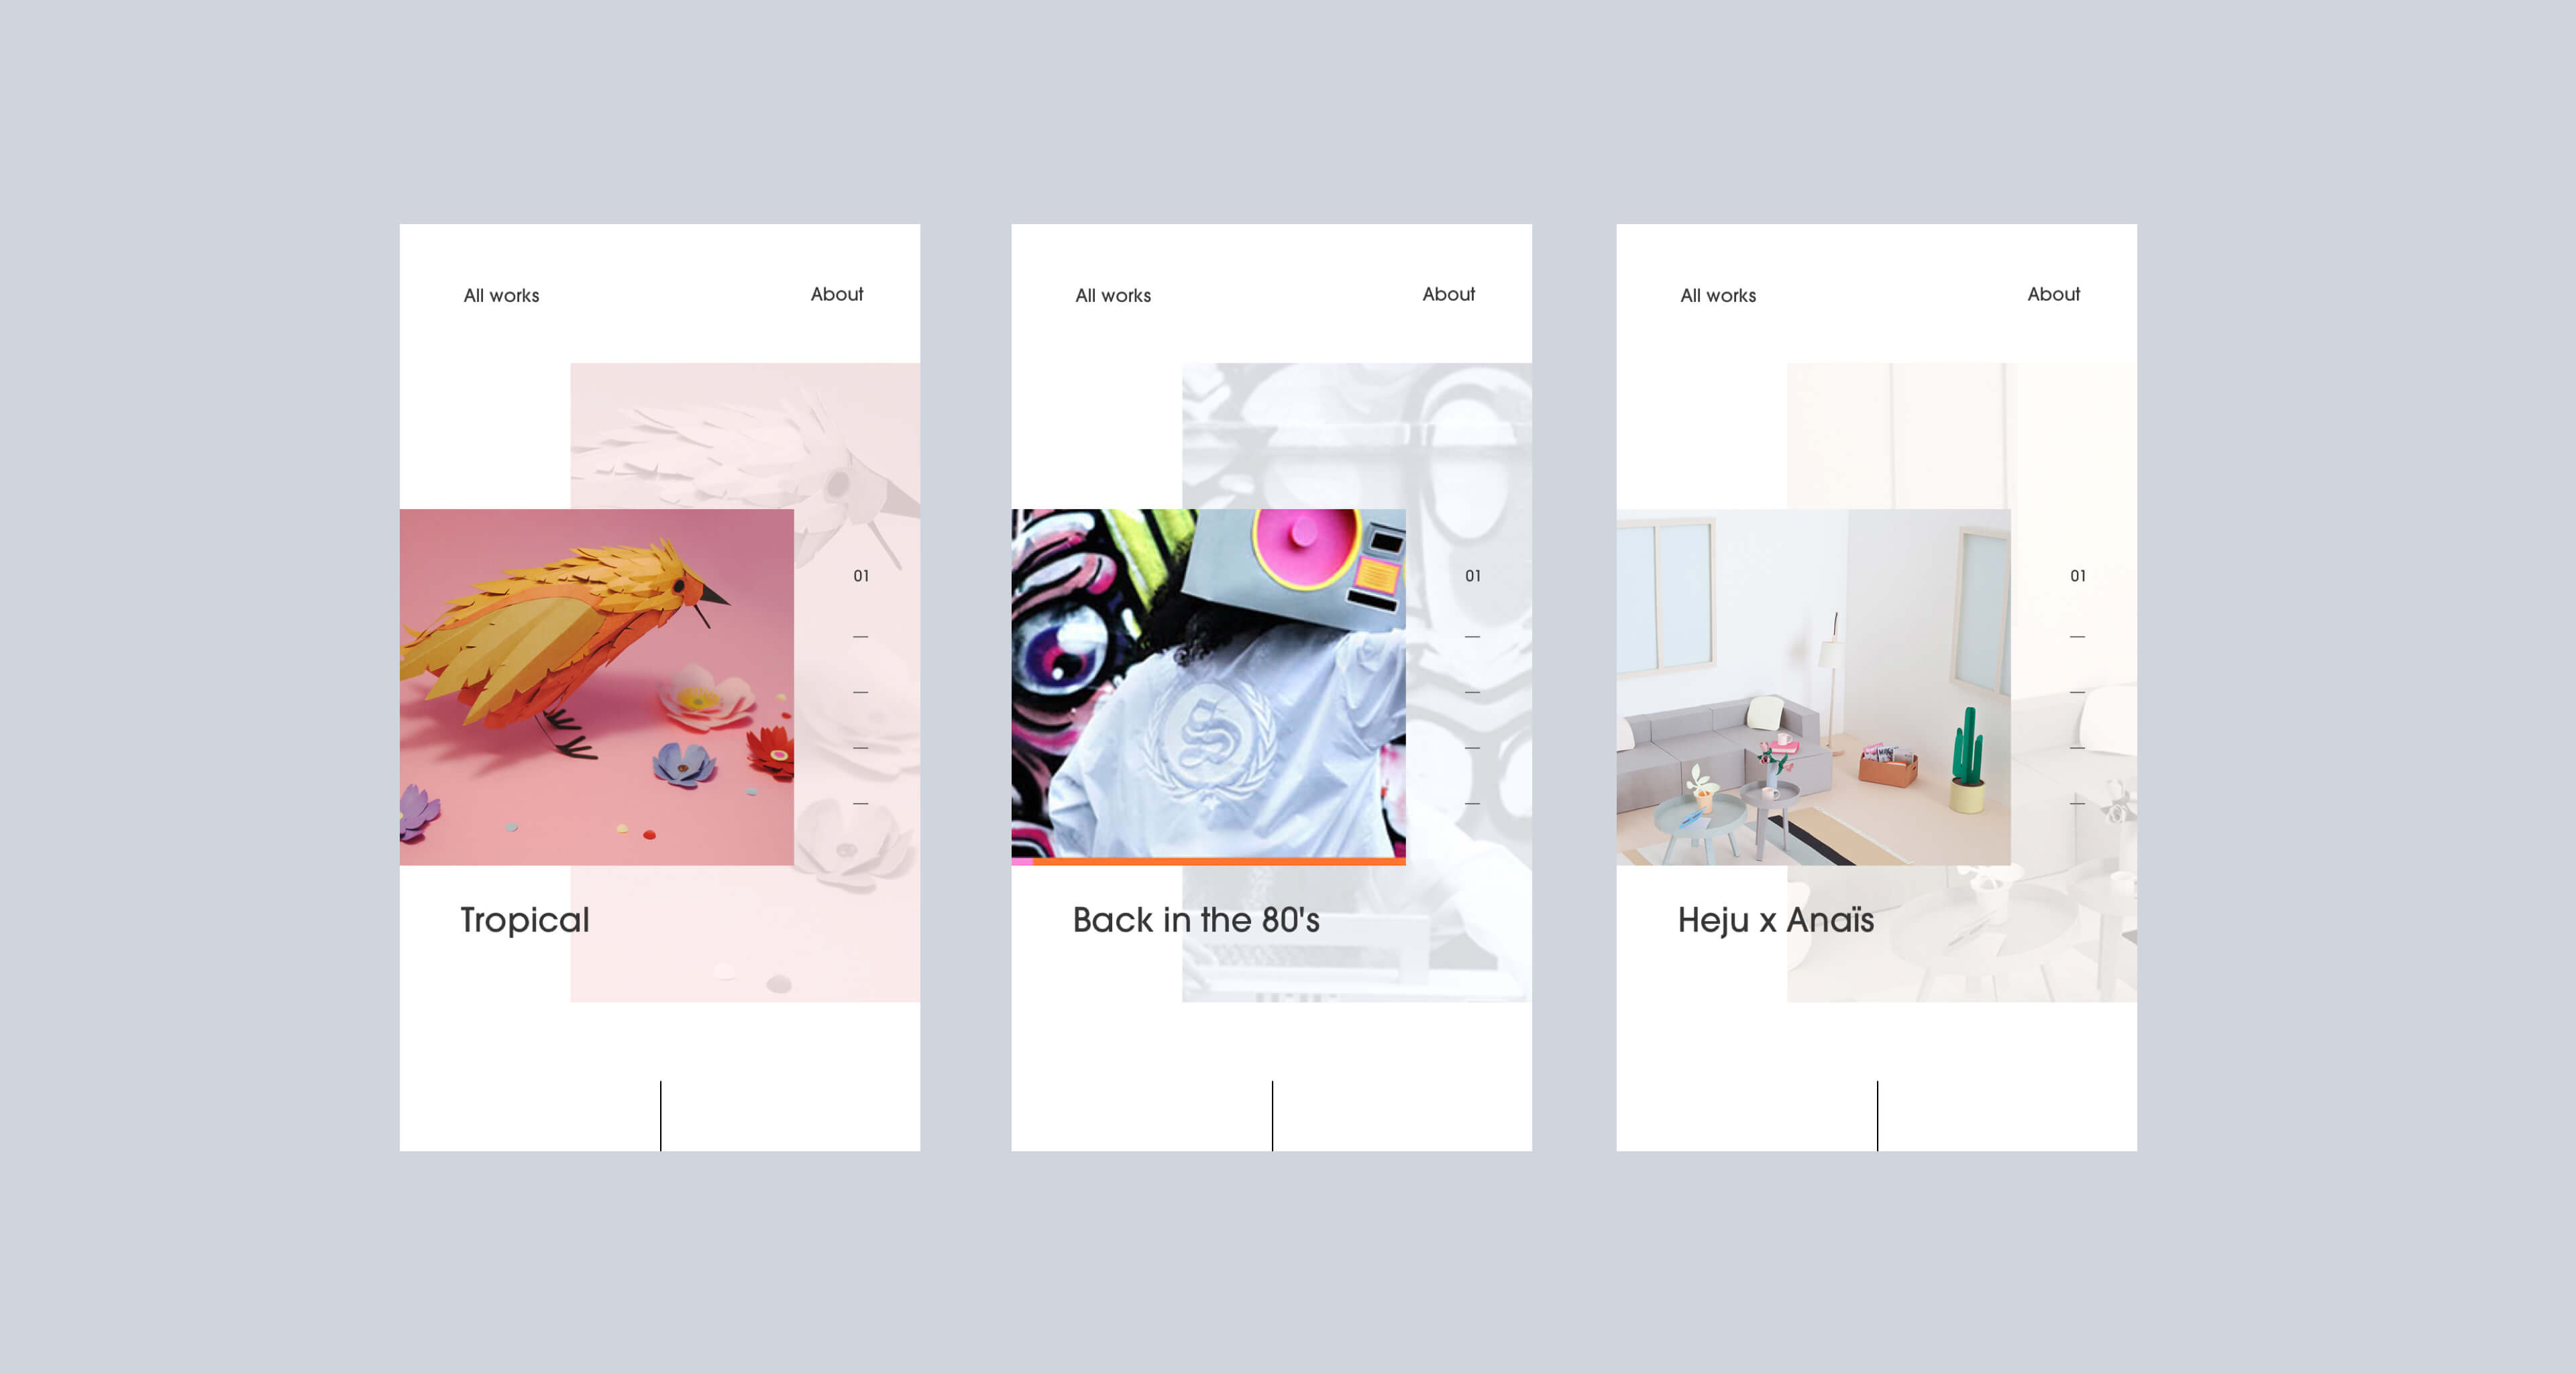 All works
About
01
Tropical
All works
About
01
Back in the 80's
All works
About
01
Heju x Anaïs